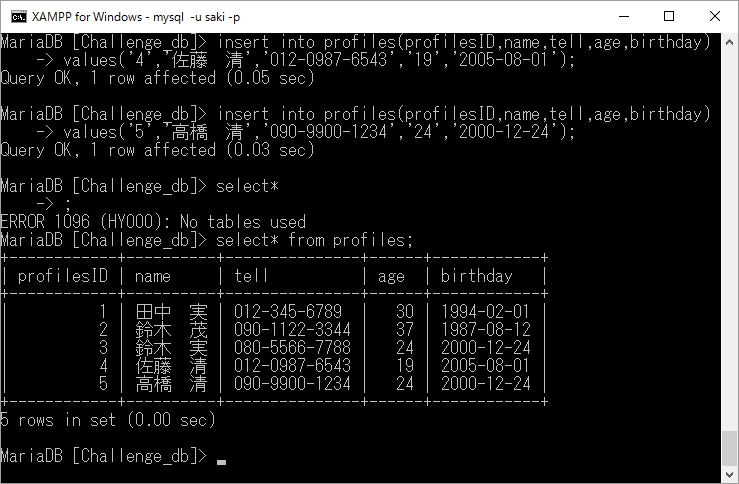 XAMPP for Windows - mysql  -u saki -p
MariaDB [Challenge_db]> insert into profiles(profilesID,name,tell,age,birthday)
    -> values('4','佐藤　清','012-0987-6543','19','2005-08-01');
Query OK, 1 row affected (0.05 sec)
MariaDB [Challenge_db]> insert into profiles(profilesID,name,tell,age,birthday)
    -> values('5','高橋　清','090-9900-1234','24','2000-12-24');
Query OK, 1 row affected (0.03 sec)
MariaDB [Challenge_db]> select*
    -> ;
ERROR 1096 (HY000): No tables used
MariaDB [Challenge_db]> select* from profiles;
+------------+----------+---------------+------+------------+
| profilesID | name     | tell          | age  | birthday   |
+------------+----------+---------------+------+------------+
|          1 | 田中　実 | 012-345-6789  |   30 | 1994-02-01 |
|          2 | 鈴木　茂 | 090-1122-3344 |   37 | 1987-08-12 |
|          3 | 鈴木　実 | 080-5566-7788 |   24 | 2000-12-24 |
|          4 | 佐藤　清 | 012-0987-6543 |   19 | 2005-08-01 |
|          5 | 高橋　清 | 090-9900-1234 |   24 | 2000-12-24 |
+------------+----------+---------------+------+------------+
5 rows in set (0.00 sec)
MariaDB [Challenge_db]> _